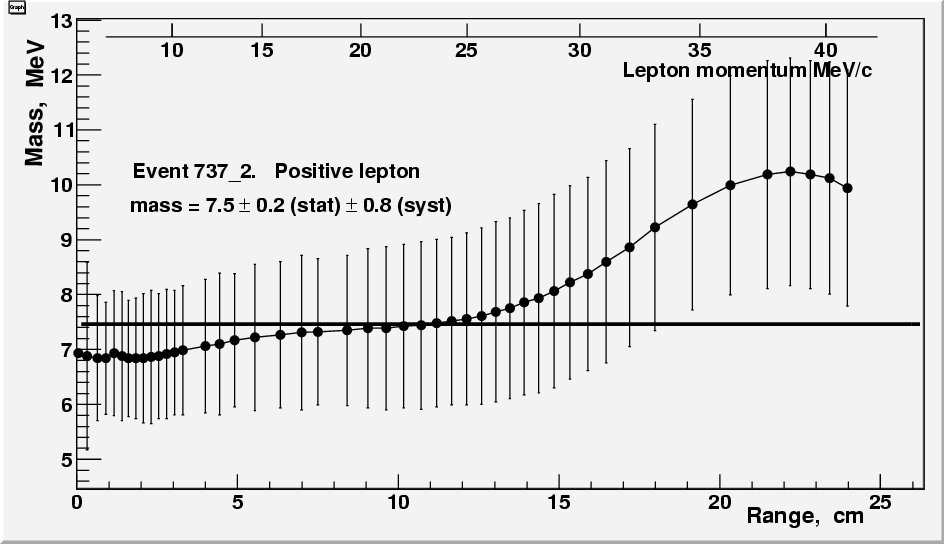 Graph
13
10 15 20 25 30 35 40
Lepton momentum MeV/c
12
Mass, MeV
11
Event 737_2. Positive lepton
10
mass = 7.5 ± 0.2 (stat) ± 0.8 (syst)
9
8
7
6
5
0 5 10 15 20 25
Range, cm